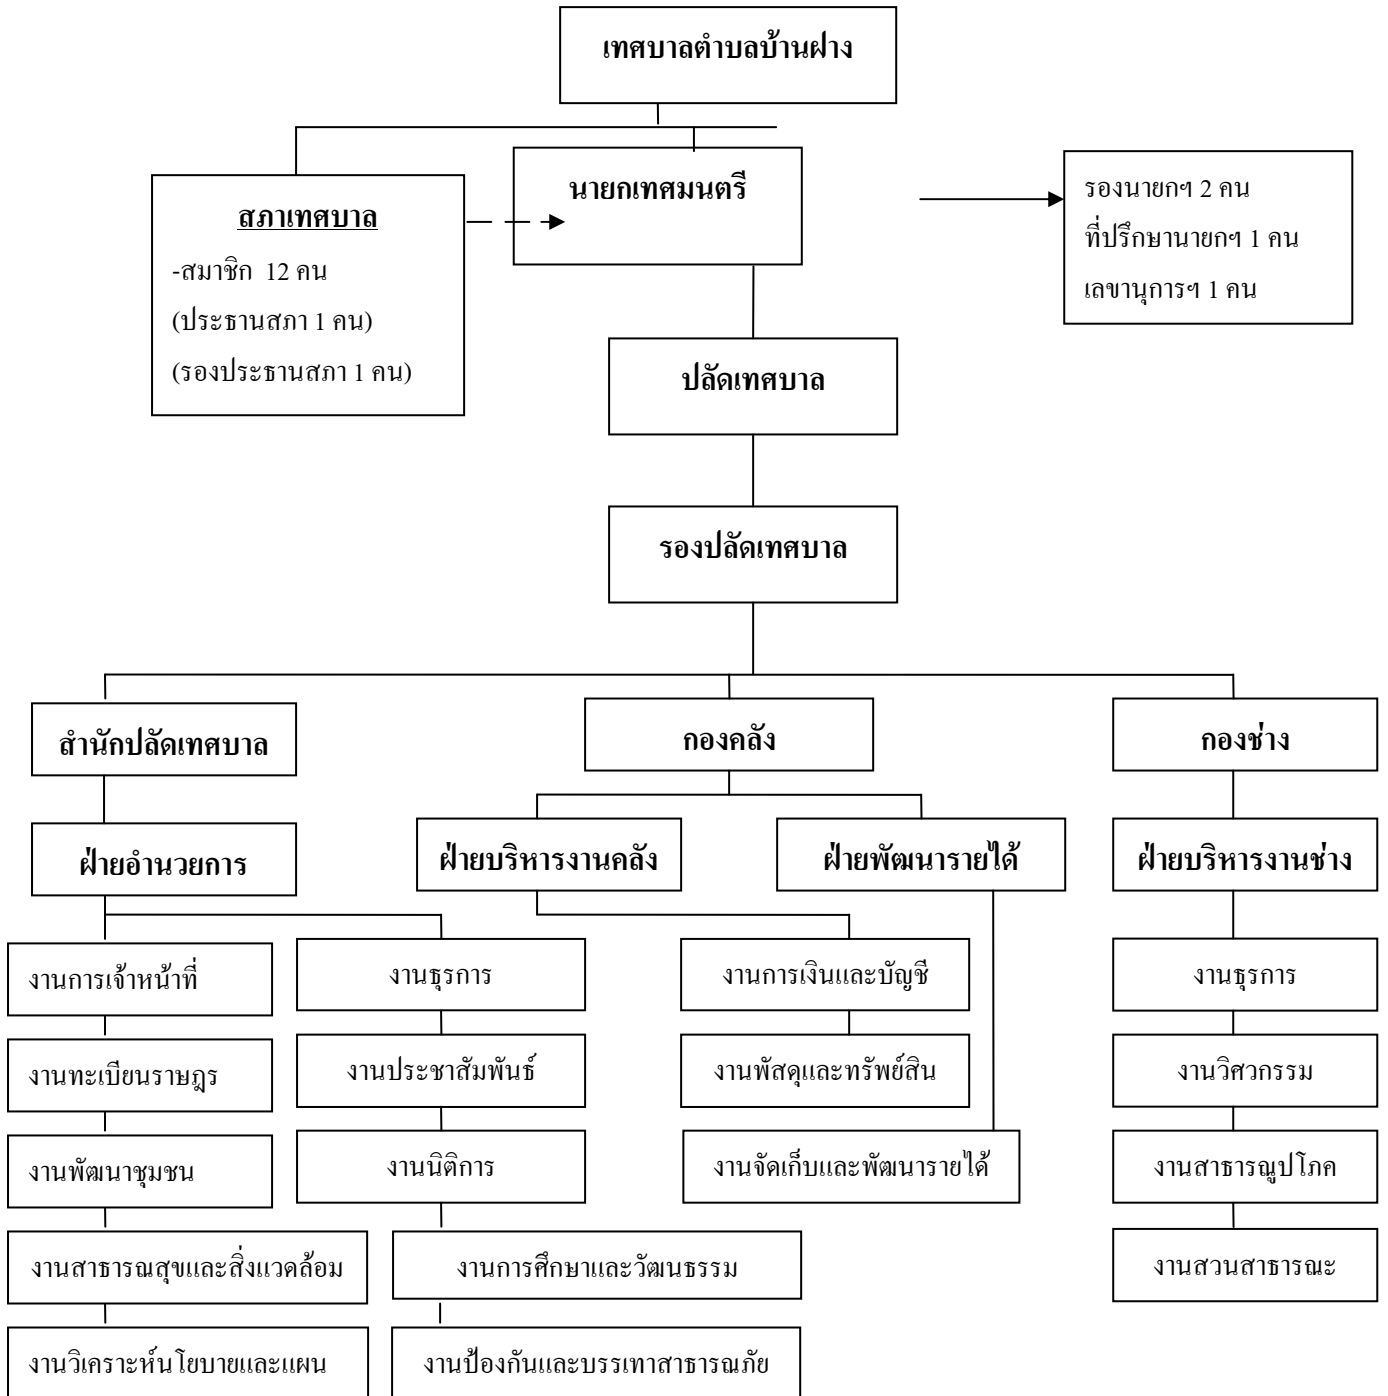 เทศบาลตำบลบ้านฝาง
นายกเทศมนตรี
สภาเทศบาล
-สมาชิก 12 คน
(ประธานสภา 1 คน)
(รองประธานสภา 1 คน)
รองนายกฯ 2 คน
ที่ปรึกษานายกฯ 1 คน
เลขานุการฯ 1 คน
ปลัดเทศบาล
รองปลัดเทศบาล
สำนักปลัดเทศบาล
กองคลัง
กองช่าง
ฝ่ายอำนวยการ
ฝ่ายบริหารงานคลัง
ฝ่ายพัฒนารายได้
ฝ่ายบริหารงานช่าง
งานการเจ้าหน้าที่
งานธุรการ
งานการเงินและบัญชี
งานธุรการ
งานทะเบียนราษฎร
งานประชาสัมพันธ์
งานพัสดุและทรัพย์สิน
งานวิศวกรรม
งานพัฒนาชุมชน
งานนิติการ
งานจัดเก็บและพัฒนารายได้
งานสาธารณูปโภค
งานสาธารณสุขและสิ่งแวดล้อม
งานการศึกษาและวัฒนธรรม
งานสวนสาธารณะ
งานวิเคราะห์นโยบายและแผน
งานป้องกันและบรรเทาสาธารณภัย